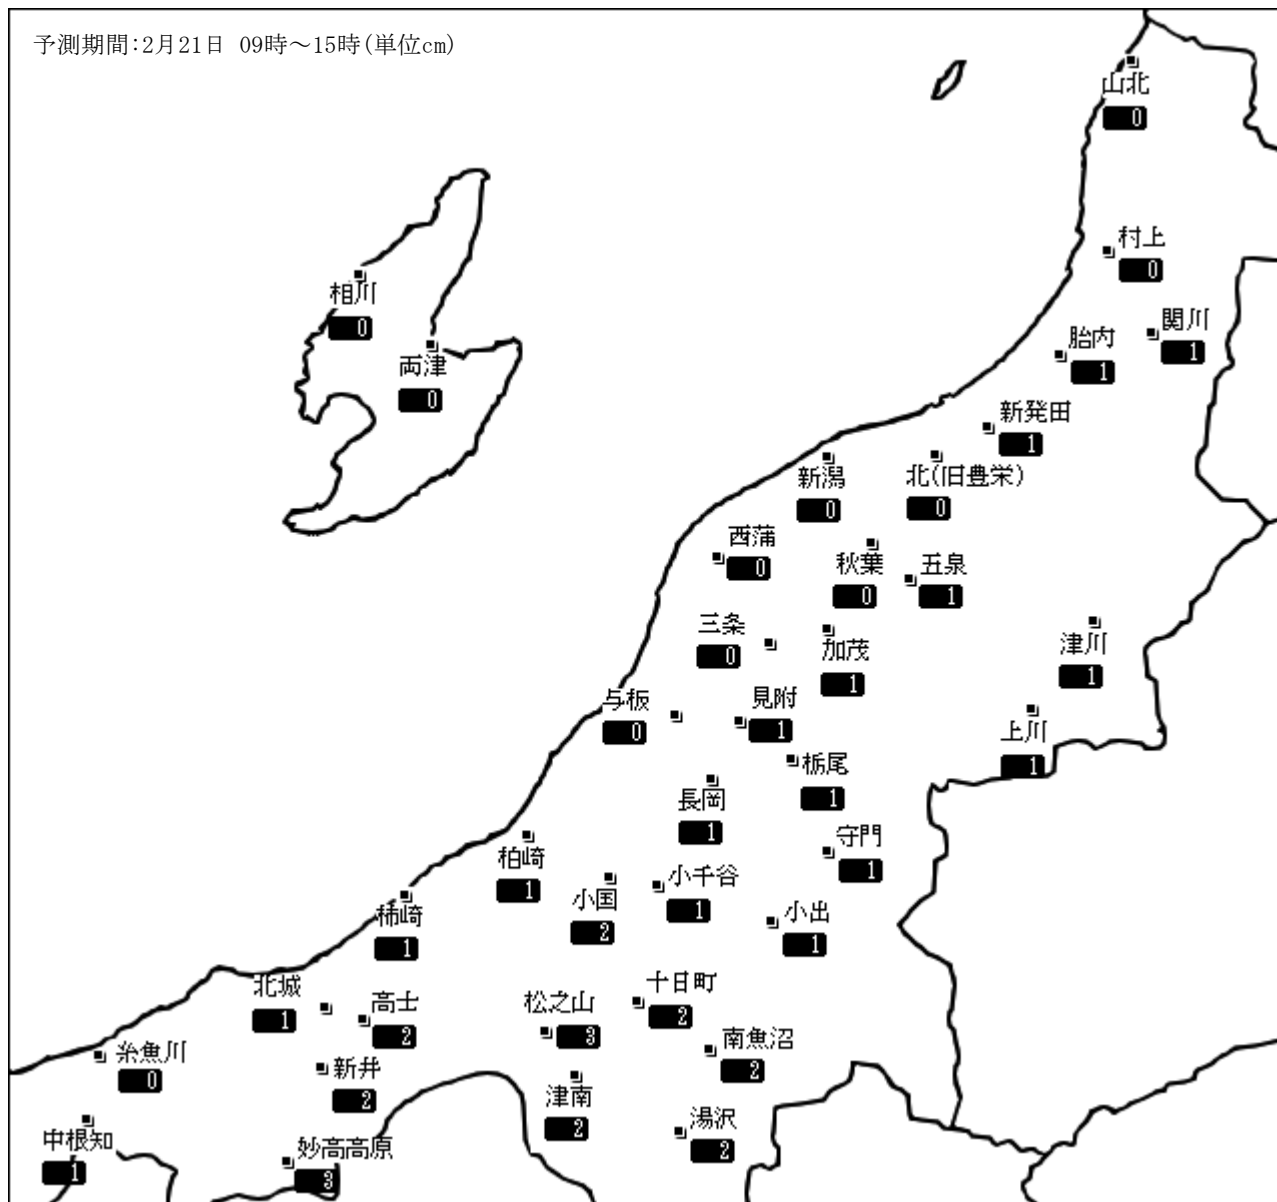 予測期間:2月21日 09時～15時(単位cm)
山北
0
村上
0
相川
0
関川
1
胎内
1
両津
0
新発田
1
新潟
0
北(旧豊栄)
0
西蒲
0
秋葉
0
五泉
1
三条
0
加茂
1
津川
1
与板
0
見附
1
上川
1
栃尾
1
長岡
1
守門
1
柏崎
1
小千谷
1
小国
2
柿崎
1
小出
1
北城
1
高士
2
松之山
3
十日町
2
南魚沼
2
糸魚川
0
新井
2
津南
2
湯沢
2
中根知
1
妙高高原
3